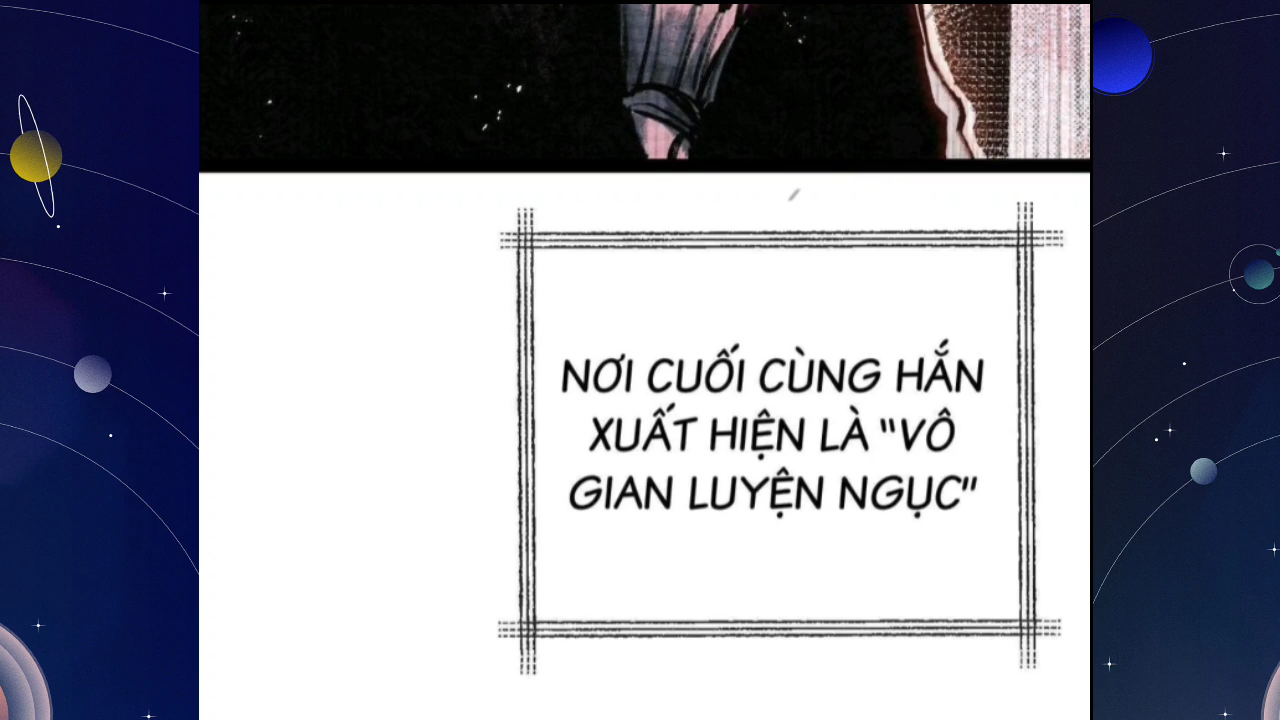 NƠI CUỐI CÙNG HẮN
XUẤT HIỆN LÀ "VÔ
GIAN LUYỆN NGỤC"